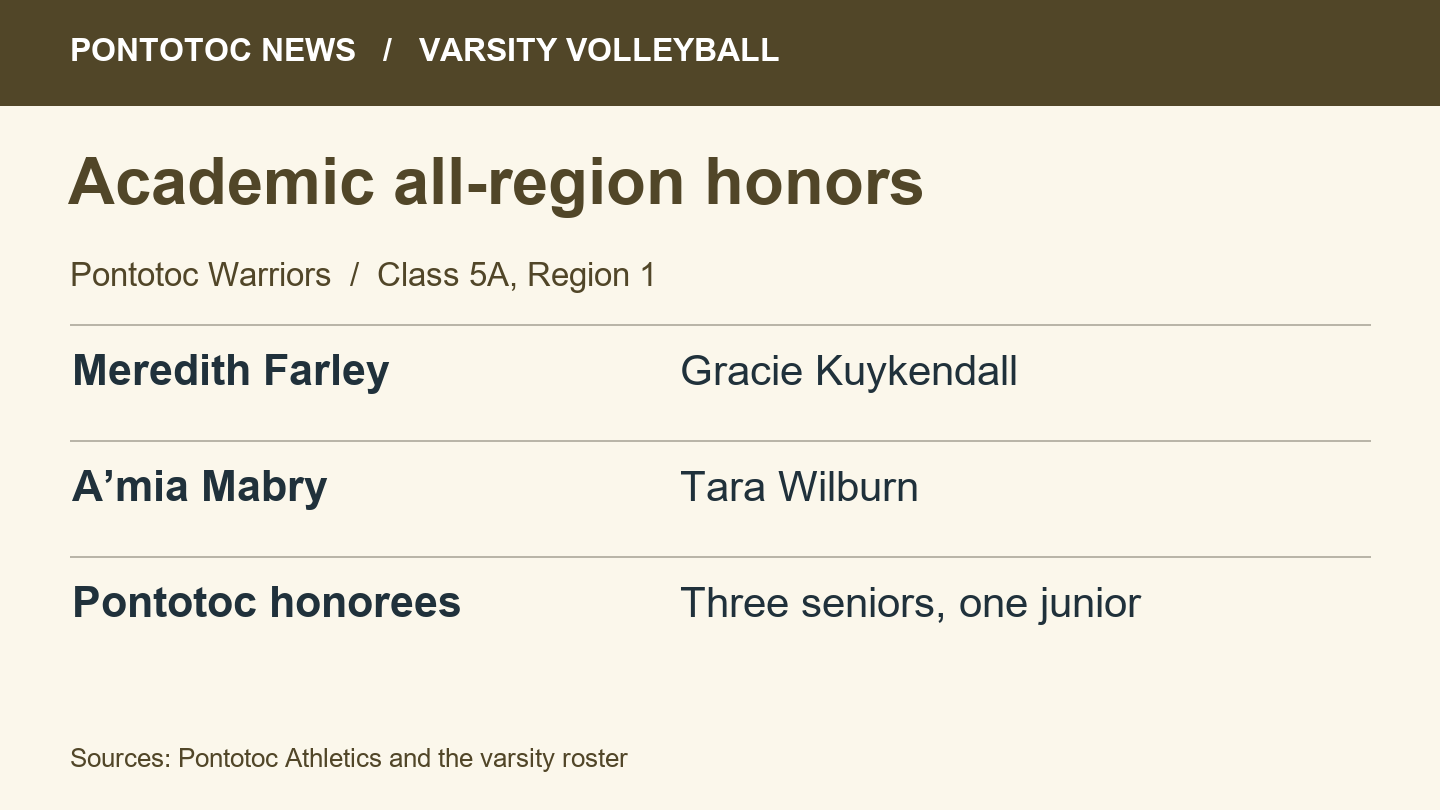 PONTOTOC NEWS / VARSITY VOLLEYBALL
Academic all-region honors
Pontotoc Warriors / Class 5A, Region 1
Meredith Farley Gracie Kuykendall
A’mia Mabry Tara Wilburn
Pontotoc honorees Three seniors, one junior
Sources: Pontotoc Athletics and the varsity roster